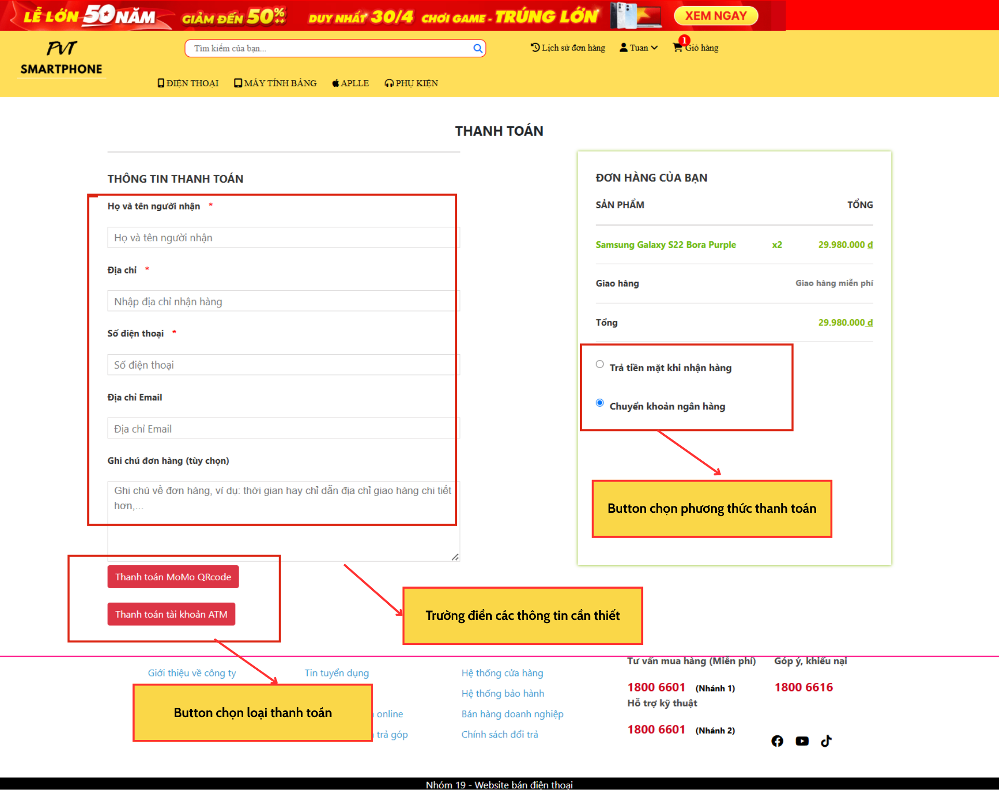 LỄ LỚN 50 NĂM GIẢM ĐẾN 50%++ DUY NHẤT 30/4 CHƠI GAME - TRÚNG LỚN XEM NGAY
PVT
SMARTPHONE
Tìm kiếm của bạn...
Lịch sử đơn hàng
Tuan
1
Giỏ hàng
ĐIỆN THOẠI
MÁY TÍNH BẢNG
APLLE
PHỤ KIỆN
THANH TOÁN
THÔNG TIN THANH TOÁN
Họ và tên người nhận *
Họ và tên người nhận
Địa chỉ *
Nhập địa chỉ nhận hàng
Số điện thoại *
Số điện thoại
Địa chỉ Email
Địa chỉ Email
Ghi chú đơn hàng (tùy chọn)
Ghi chú về đơn hàng, ví dụ: thời gian hay chỉ dẫn địa chỉ giao hàng chi tiết
hơn,...
Thanh toán MoMo QRcode
Thanh toán tài khoản ATM
ĐƠN HÀNG CỦA BẠN
SẢN PHẨM TỔNG
Samsung Galaxy S22 Bora Purple x2 29.980.000 đ
Giao hàng Giao hàng miễn phí
Tổng 29.980.000 đ
Trả tiền mặt khi nhận hàng
Chuyển khoản ngân hàng
Button chọn phương thức thanh toán
Trường điền các thông tin cần thiết
Button chọn loại thanh toán
Giới thiệu về công ty
Tin tuyển dụng
online
trả góp
Hệ thống cửa hàng
Hệ thống bảo hành
Bán hàng doanh nghiệp
Chính sách đổi trả
Tư vấn mua hàng (Miễn phí)
1800 6601 (Nhánh 1)
Hỗ trợ kỹ thuật
1800 6601 (Nhánh 2)
Góp ý, khiếu nại
1800 6616
Nhóm 19 - Website bán điện thoại